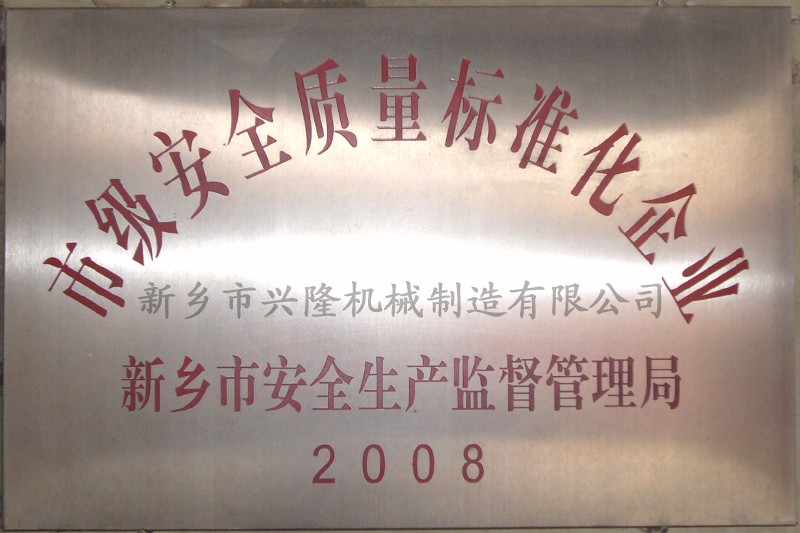 市级安全质量标准化企业
新乡市兴隆机械制造有限公司
新乡市安全生产监督管理局
2008